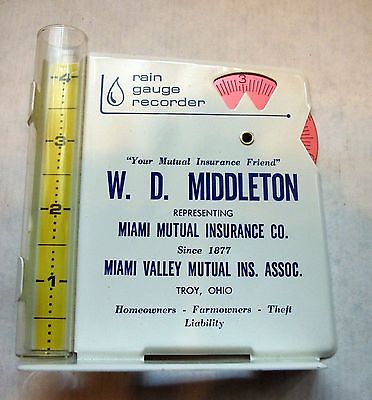 rain
gauge
recorder
3
"Your Mutual Insurance Friend"
W. D. MIDDLETON
REPRESENTING
MIAMI MUTUAL INSURANCE CO.
Since 1877
MIAMI VALLEY MUTUAL INS. ASSOC.
TROY, OHIO
Homeowners - Farmowners - Theft
Liability
4
3
2
1